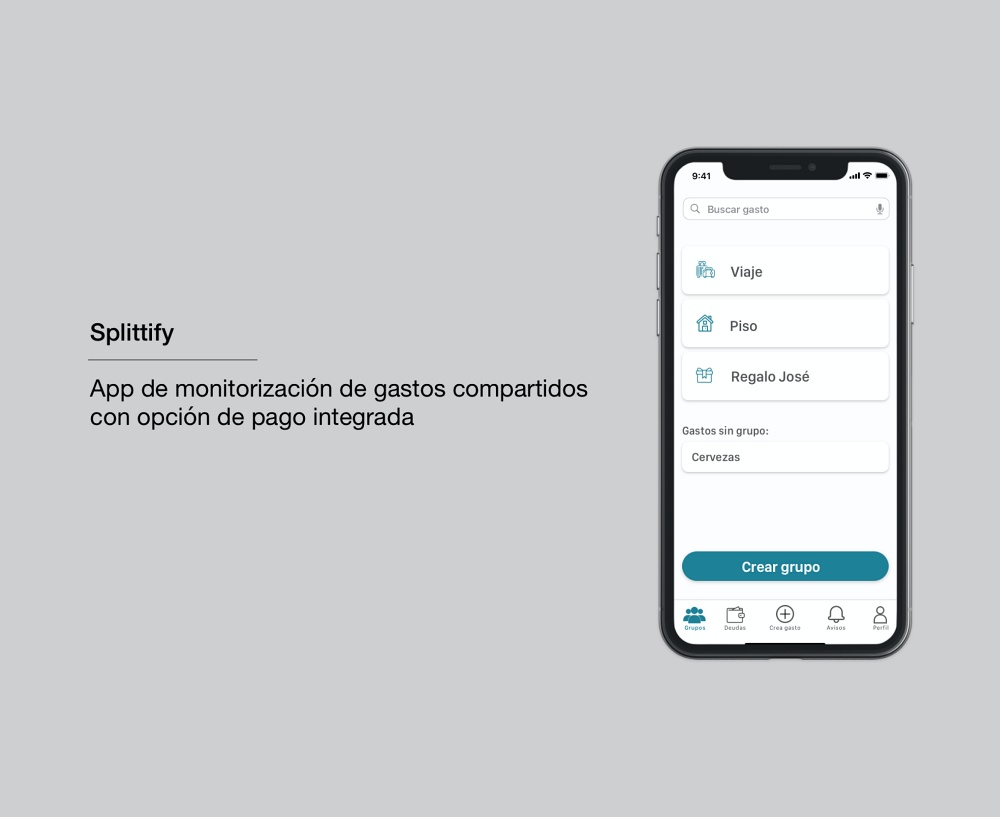 Splittify
App de monitorización de gastos compartidos
con opción de pago integrada
9:41
Buscar gasto
Viaje
Piso
Regalo José
Gastos sin grupo:
Cervezas
Crear grupo
Grupos
Deudas
Crea gasto
Avisos
Perfil